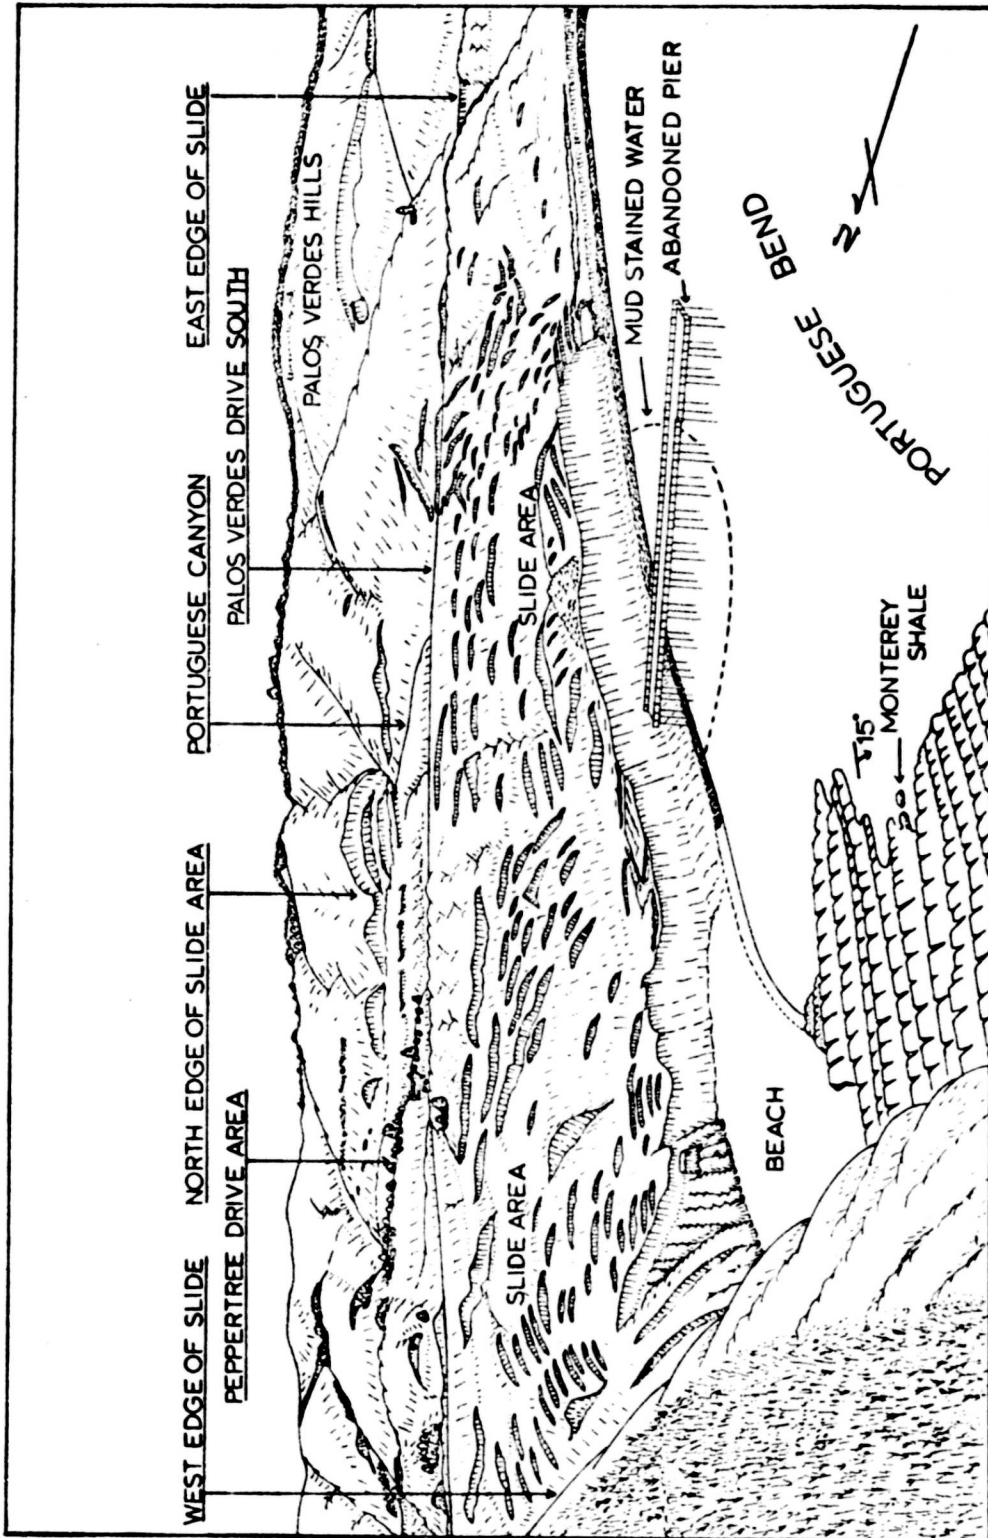 WEST EDGE OF SLIDE
NORTH EDGE OF SLIDE AREA
PORTUGUESE CANYON
EAST EDGE OF SLIDE
PEPPERTREE DRIVE AREA
PALOS VERDES DRIVE SOUTH
PALOS VERDES HILLS
SLIDE AREA
SLIDE AREA
MUD STAINED WATER
ABANDONED PIER
BEACH
PORTUGUESE BEND
N
15°
MONTEREY
SHALE